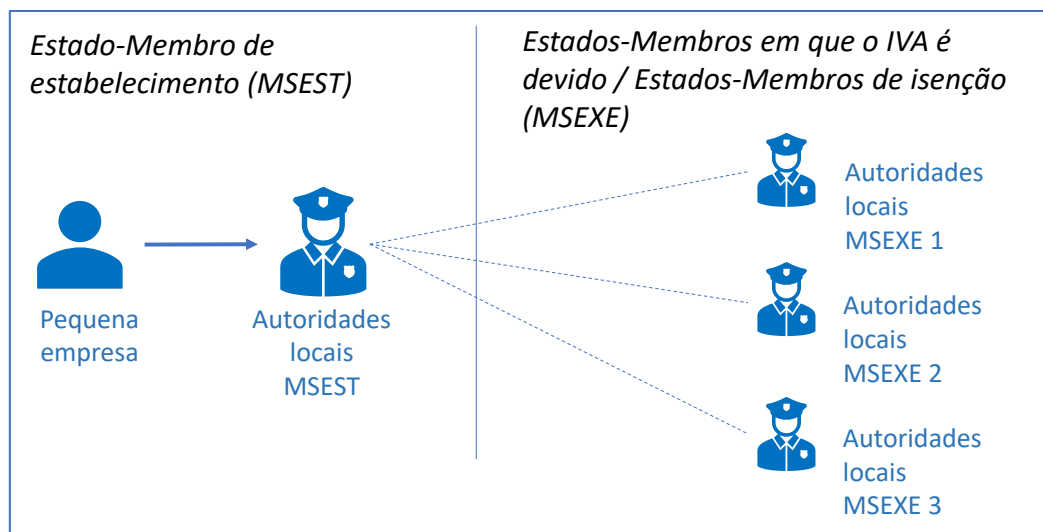 Estado-Membro de
estabelecimento (MSEST)
Estados-Membros em que o IVA é
devido / Estados-Membros de isenção
(MSEXE)
Pequena
empresa
Autoridades
locais
MSEST
Autoridades
locais
MSEXE 1
Autoridades
locais
MSEXE 2
Autoridades
locais
MSEXE 3